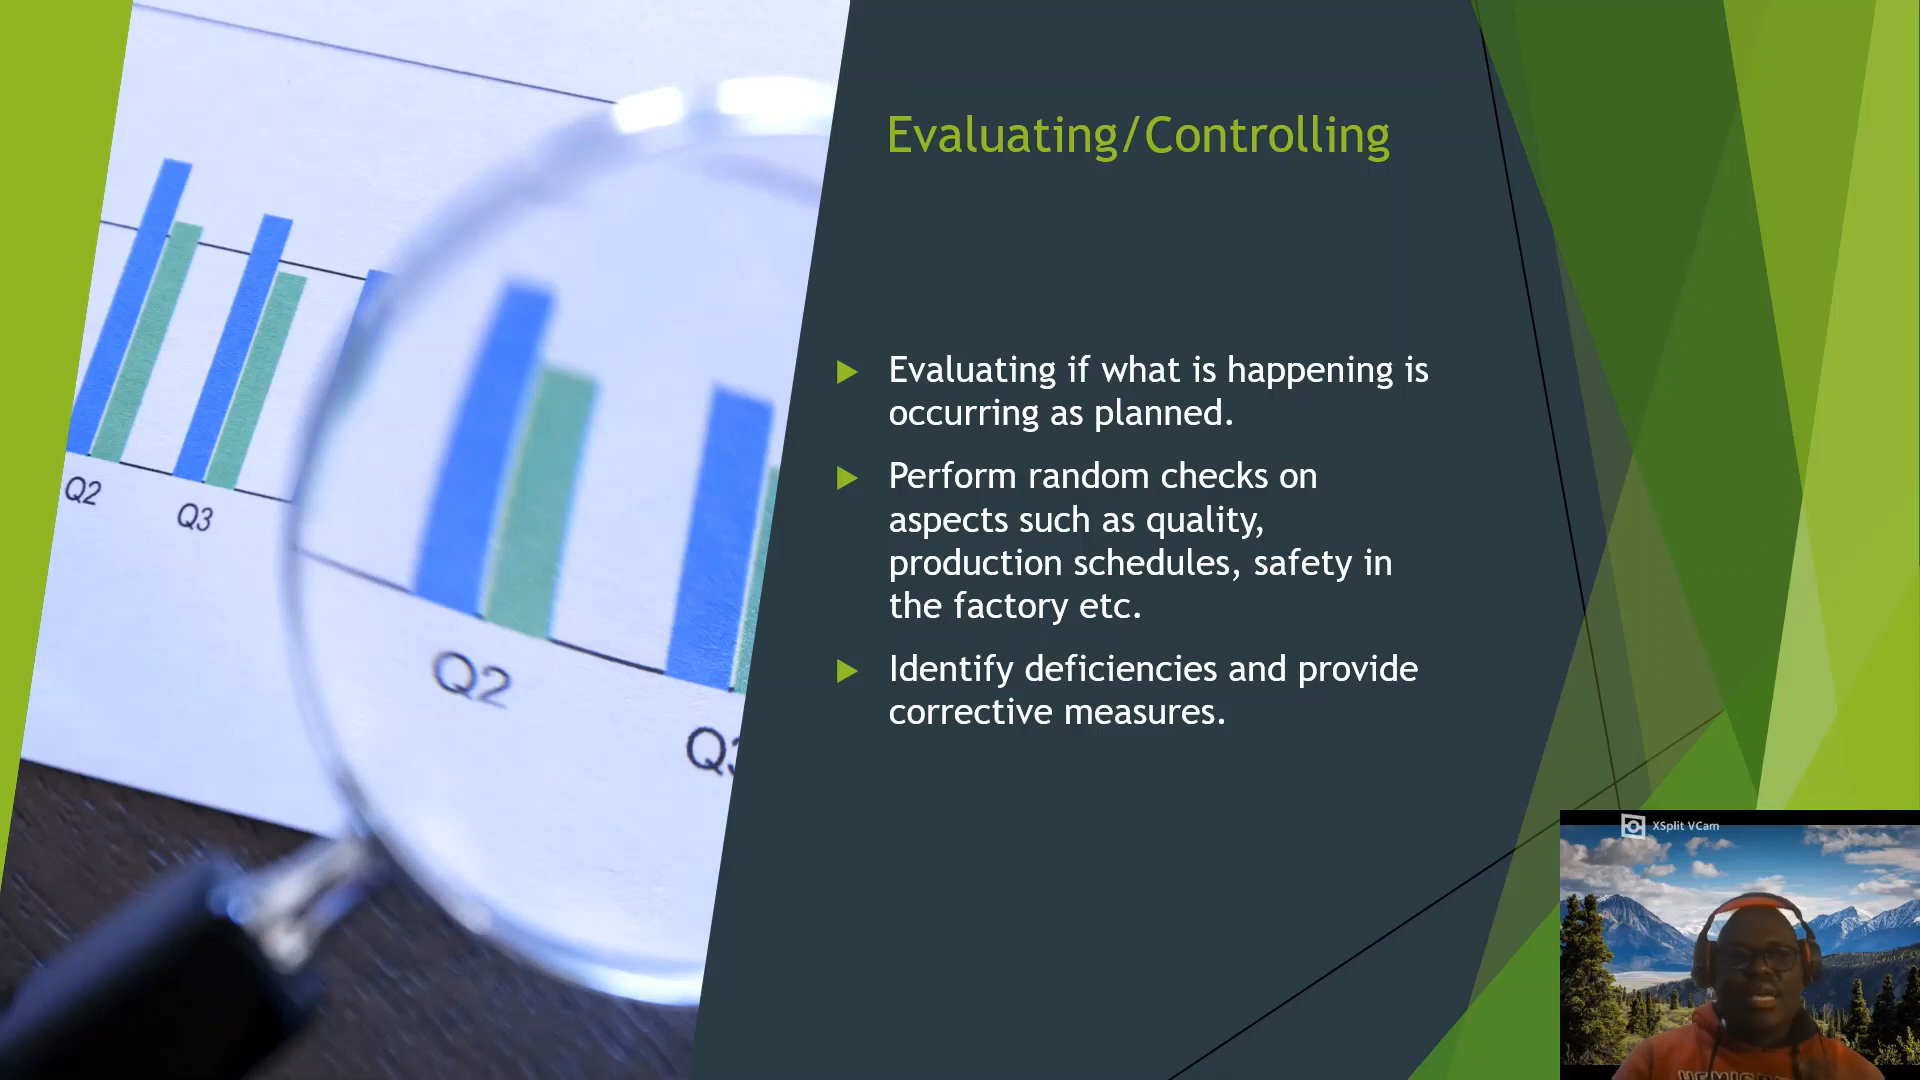 Evaluating/Controlling
Evaluating if what is happening is
occurring as planned.
Perform random checks on
aspects such as quality,
production schedules, safety in
the factory etc.
Identify deficiencies and provide
corrective measures.
Q2
Q3
Q2
XSplit VCam